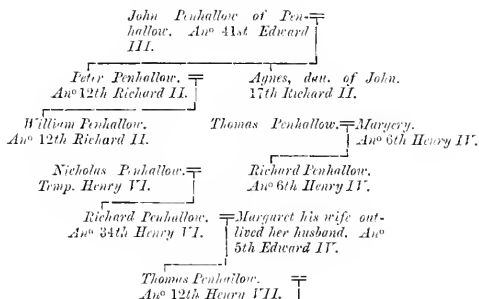 John Penhallow of Pen-
hallow. Anº 41st Edward
III.
Peter Penhallow. Agnes, dau. of John.
Anº 12th Richard II. 17th Richard II.
William Penhallow. Thomas Penhallow. Margery.
Anº 12th Richard II. Anº 6th Henry IV.
Nicholas Penhallow. Richard Penhallow.
Temp. Henry VI. Anº 6th Henry IV.
Richard Penhallow. Margaret his wife out-
Anº 34th Henry VI. lived her husband. Anº
5th Edward IV.
Thomas Penhallow.
Anº 12th Henry VII.